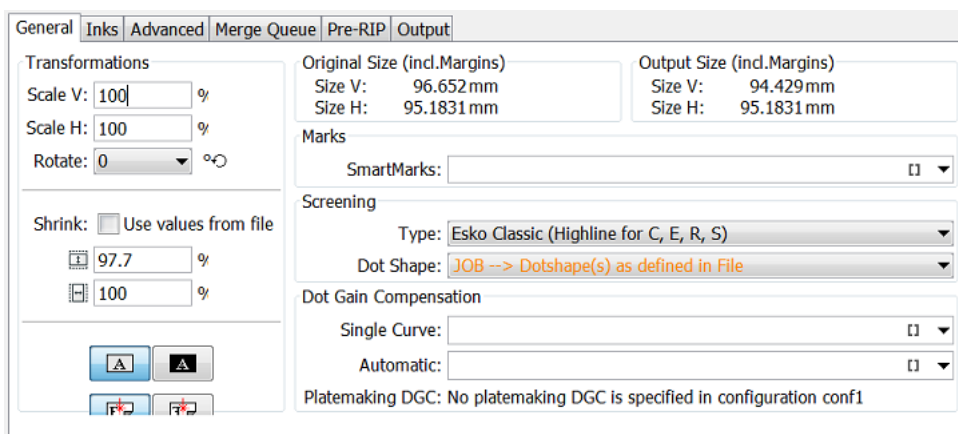 General Inks Advanced Merge Queue Pre-RIP Output
Transformations
Scale V: 100 %
Scale H: 100 %
Rotate: 0
Shrink: Use values from file
97.7 %
100 %
A A
Original Size (incl.Margins)
Size V: 96.652 mm
Size H: 95.1831 mm
Output Size (incl.Margins)
Size V: 94.429 mm
Size H: 95.1831 mm
Marks
SmartMarks: []
Screening
Type: Esko Classic (Highline for C, E, R, S)
Dot Shape: JOB --> Dotshape(s) as defined in File
Dot Gain Compensation
Single Curve: []
Automatic: []
Platemaking DGC: No platemaking DGC is specified in configuration conf1